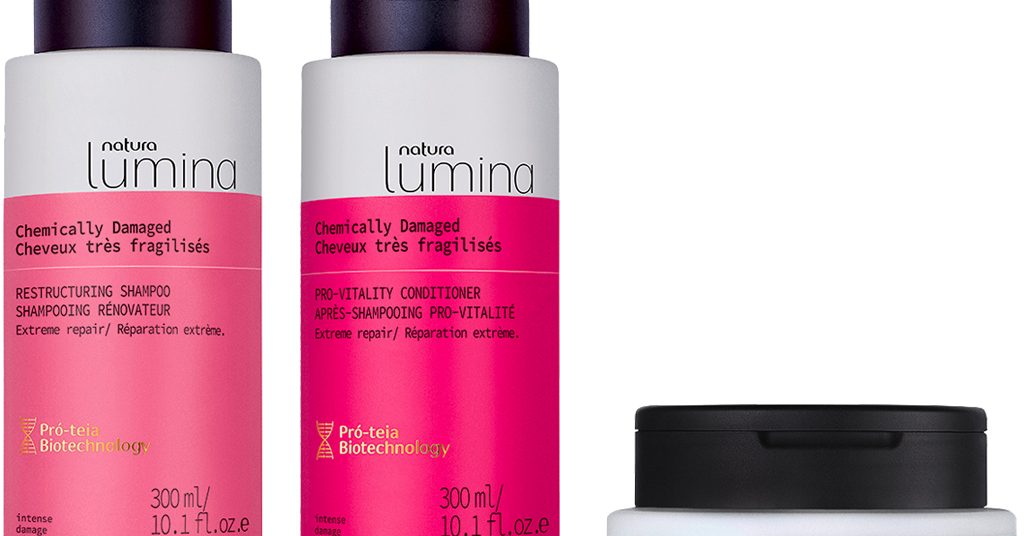 natura
lumina
Chemically Damaged
Cheveux très fragilisés
RESTRUCTURING SHAMPOO
SHAMPOOING RÉNOVATEUR
Extreme repair/ Réparation extrème.
Pró-teia
Biotechnology
300 ml/
10.1 fl.oz.e
intense
damage
natura
lumina
Chemically Damaged
Cheveux très fragilisés
PRO-VITALITY CONDITIONER
APRÈS-SHAMPOOING PRO-VITALITÉ
Extreme repair/ Réparation extrème.
Pró-teia
Biotechnology
300 ml/
10.1 fl.oz.e
intense
damage